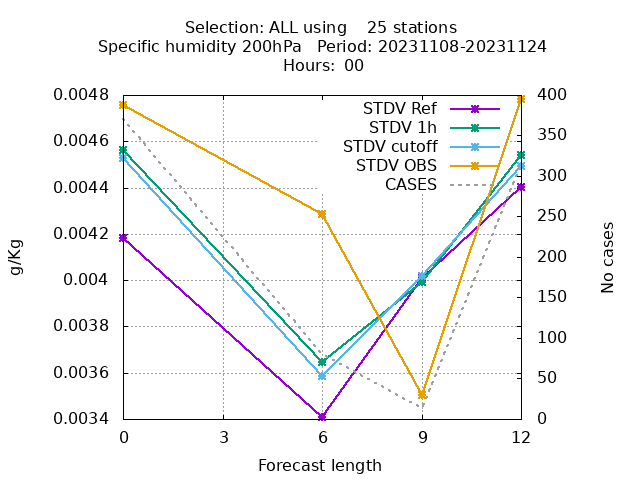 Selection: ALL using    25 stations
Specific humidity 200hPa   Period: 20231108-20231124
Hours:  00
STDV Ref
STDV 1h
STDV cutoff
STDV OBS
CASES
g/Kg
0.0048
0.0046
0.0044
0.0042
0.004
0.0038
0.0036
0.0034
400
350
300
250
200
150
100
50
0
No cases
0 3 6 9 12
Forecast length